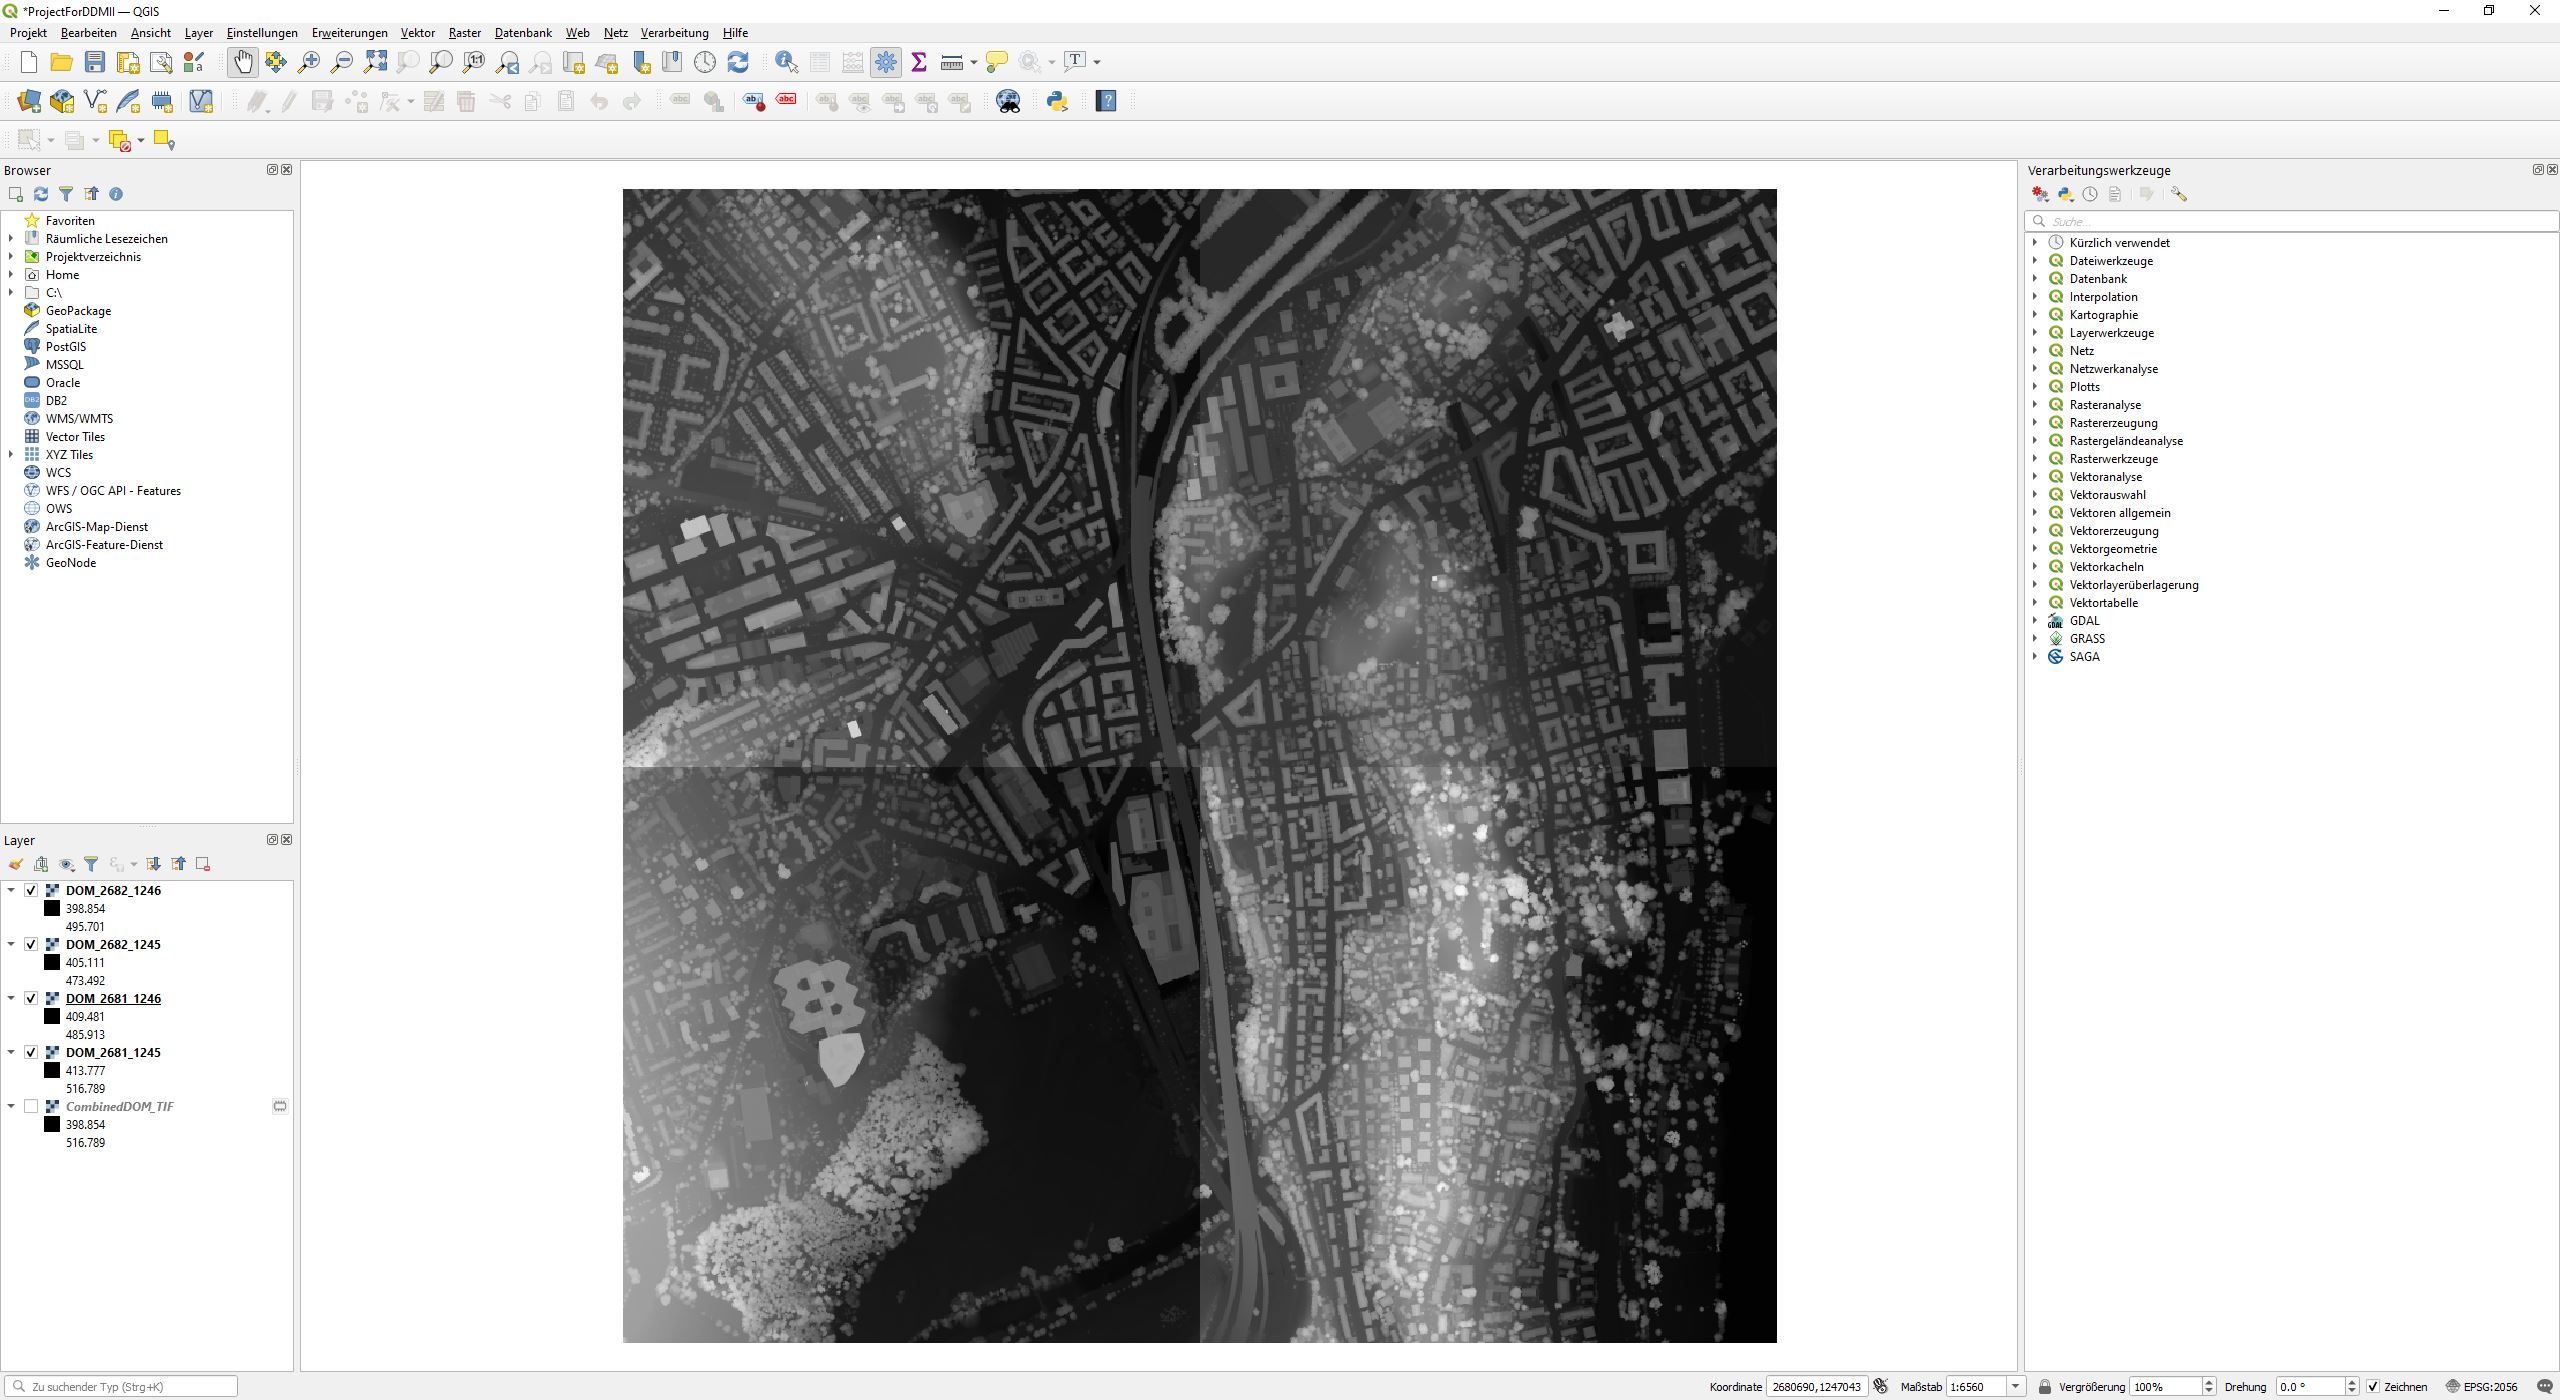 *ProjectForDDMII — QGIS
Projekt Bearbeiten Ansicht Layer Einstellungen Erweiterungen Vektor Raster Datenbank Web Netz Verarbeitung Hilfe
Browser
Favoriten
Räumliche Lesezeichen
Projektverzeichnis
Home
C:\
GeoPackage
SpatiaLite
PostGIS
MSSQL
Oracle
DB2
WMS/WMTS
Vector Tiles
XYZ Tiles
WCS
WFS / OGC API - Features
OWS
ArcGIS-Map-Dienst
ArcGIS-Feature-Dienst
GeoNode
Layer
DOM_2682_1246
398.854
495.701
DOM_2682_1245
405.111
473.492
DOM_2681_1246
409.481
485.913
DOM_2681_1245
413.777
516.789
CombinedDOM_TIF
398.854
516.789
Verarbeitungswerkzeuge
Suche...
Kürzlich verwendet
Dateiwerkzeuge
Datenbank
Interpolation
Kartographie
Layerwerkzeuge
Netz
Netzwerkanalyse
Plotts
Rasteranalyse
Rastererzeugung
Rastergeländeanalyse
Rasterwerkzeuge
Vektoranalyse
Vektorauswahl
Vektoren allgemein
Vektorerzeugung
Vektorgeometrie
Vektorkacheln
Vektorlayerüberlagerung
Vektortabelle
GDAL
GRASS
SAGA
Zu suchender Typ (Strg+K) Koordinate 2680690,1247043 Maßstab 1:6560 Vergrößerung 100% Drehung 0.0 ° Zeichnen EPSG:2056